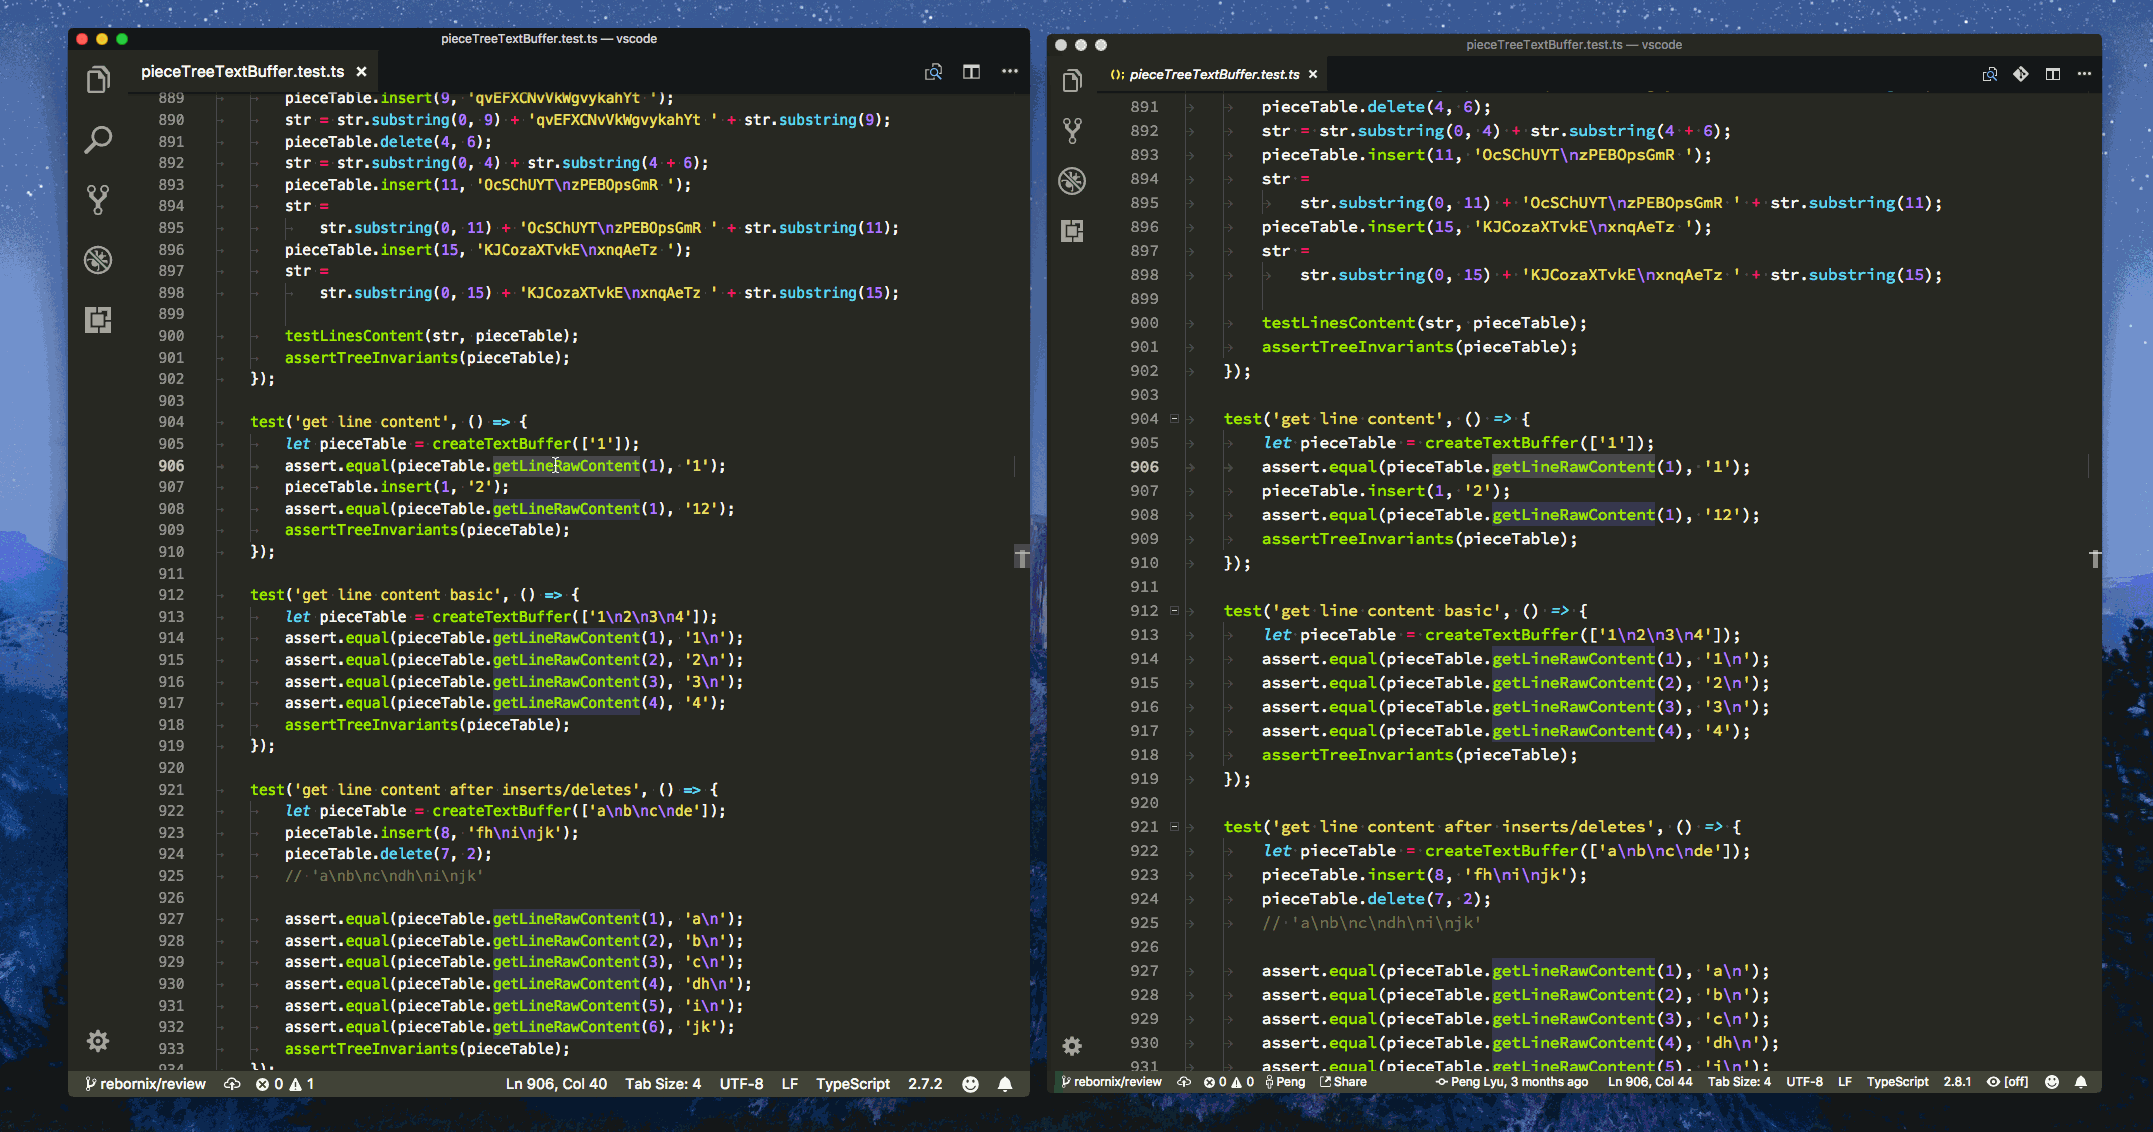 pieceTreeTextBuffer.test.ts — vscode
pieceTreeTextBuffer.test.ts ×
889 pieceTable.insert(9, 'qvEFXCNvVkWgvykahYt ');
890 str = str.substring(0, 9) + 'qvEFXCNvVkWgvykahYt ' + str.substring(9);
891 pieceTable.delete(4, 6);
892 str = str.substring(0, 4) + str.substring(4 + 6);
893 pieceTable.insert(11, 'OcSChUYT\nzPEBOpsGmR ');
894 str =
895 str.substring(0, 11) + 'OcSChUYT\nzPEBOpsGmR ' + str.substring(11);
896 pieceTable.insert(15, 'KJCozaXTvkE\nxnqAeTz ');
897 str =
898 str.substring(0, 15) + 'KJCozaXTvkE\nxnqAeTz ' + str.substring(15);
899
900 testLinesContent(str, pieceTable);
901 assertTreeInvariants(pieceTable);
902 });
903
904 test('get line content', () => {
905 let pieceTable = createTextBuffer(['1']);
906 assert.equal(pieceTable.getLineRawContent(1), '1');
907 pieceTable.insert(1, '2');
908 assert.equal(pieceTable.getLineRawContent(1), '12');
909 assertTreeInvariants(pieceTable);
910 });
911
912 test('get line content basic', () => {
913 let pieceTable = createTextBuffer(['1\n2\n3\n4']);
914 assert.equal(pieceTable.getLineRawContent(1), '1\n');
915 assert.equal(pieceTable.getLineRawContent(2), '2\n');
916 assert.equal(pieceTable.getLineRawContent(3), '3\n');
917 assert.equal(pieceTable.getLineRawContent(4), '4');
918 assertTreeInvariants(pieceTable);
919 });
920
921 test('get line content after inserts/deletes', () => {
922 let pieceTable = createTextBuffer(['a\nb\nc\nde']);
923 pieceTable.insert(8, 'fh\ni\njk');
924 pieceTable.delete(7, 2);
925 // 'a\nb\nc\ndh\ni\njk'
926
927 assert.equal(pieceTable.getLineRawContent(1), 'a\n');
928 assert.equal(pieceTable.getLineRawContent(2), 'b\n');
929 assert.equal(pieceTable.getLineRawContent(3), 'c\n');
930 assert.equal(pieceTable.getLineRawContent(4), 'dh\n');
931 assert.equal(pieceTable.getLineRawContent(5), 'i\n');
932 assert.equal(pieceTable.getLineRawContent(6), 'jk');
933 assertTreeInvariants(pieceTable);
934 });
rebornix/review 0 1 Ln 906, Col 40 Tab Size: 4 UTF-8 LF TypeScript 2.7.2
pieceTreeTextBuffer.test.ts — vscode
(); pieceTreeTextBuffer.test.ts ×
891 pieceTable.delete(4, 6);
892 str = str.substring(0, 4) + str.substring(4 + 6);
893 pieceTable.insert(11, 'OcSChUYT\nzPEBOpsGmR ');
894 str =
895 str.substring(0, 11) + 'OcSChUYT\nzPEBOpsGmR ' + str.substring(11);
896 pieceTable.insert(15, 'KJCozaXTvkE\nxnqAeTz ');
897 str =
898 str.substring(0, 15) + 'KJCozaXTvkE\nxnqAeTz ' + str.substring(15);
899
900 testLinesContent(str, pieceTable);
901 assertTreeInvariants(pieceTable);
902 });
903
904 test('get line content', () => {
905 let pieceTable = createTextBuffer(['1']);
906 assert.equal(pieceTable.getLineRawContent(1), '1');
907 pieceTable.insert(1, '2');
908 assert.equal(pieceTable.getLineRawContent(1), '12');
909 assertTreeInvariants(pieceTable);
910 });
911
912 test('get line content basic', () => {
913 let pieceTable = createTextBuffer(['1\n2\n3\n4']);
914 assert.equal(pieceTable.getLineRawContent(1), '1\n');
915 assert.equal(pieceTable.getLineRawContent(2), '2\n');
916 assert.equal(pieceTable.getLineRawContent(3), '3\n');
917 assert.equal(pieceTable.getLineRawContent(4), '4');
918 assertTreeInvariants(pieceTable);
919 });
920
921 test('get line content after inserts/deletes', () => {
922 let pieceTable = createTextBuffer(['a\nb\nc\nde']);
923 pieceTable.insert(8, 'fh\ni\njk');
924 pieceTable.delete(7, 2);
925 // 'a\nb\nc\ndh\ni\njk'
926
927 assert.equal(pieceTable.getLineRawContent(1), 'a\n');
928 assert.equal(pieceTable.getLineRawContent(2), 'b\n');
929 assert.equal(pieceTable.getLineRawContent(3), 'c\n');
930 assert.equal(pieceTable.getLineRawContent(4), 'dh\n');
931 assert.equal(pieceTable.getLineRawContent(5), 'i\n');
rebornix/review 0 0 Peng Share Peng Lyu, 3 months ago Ln 906, Col 44 Tab Size: 4 UTF-8 LF TypeScript 2.8.1 [off]